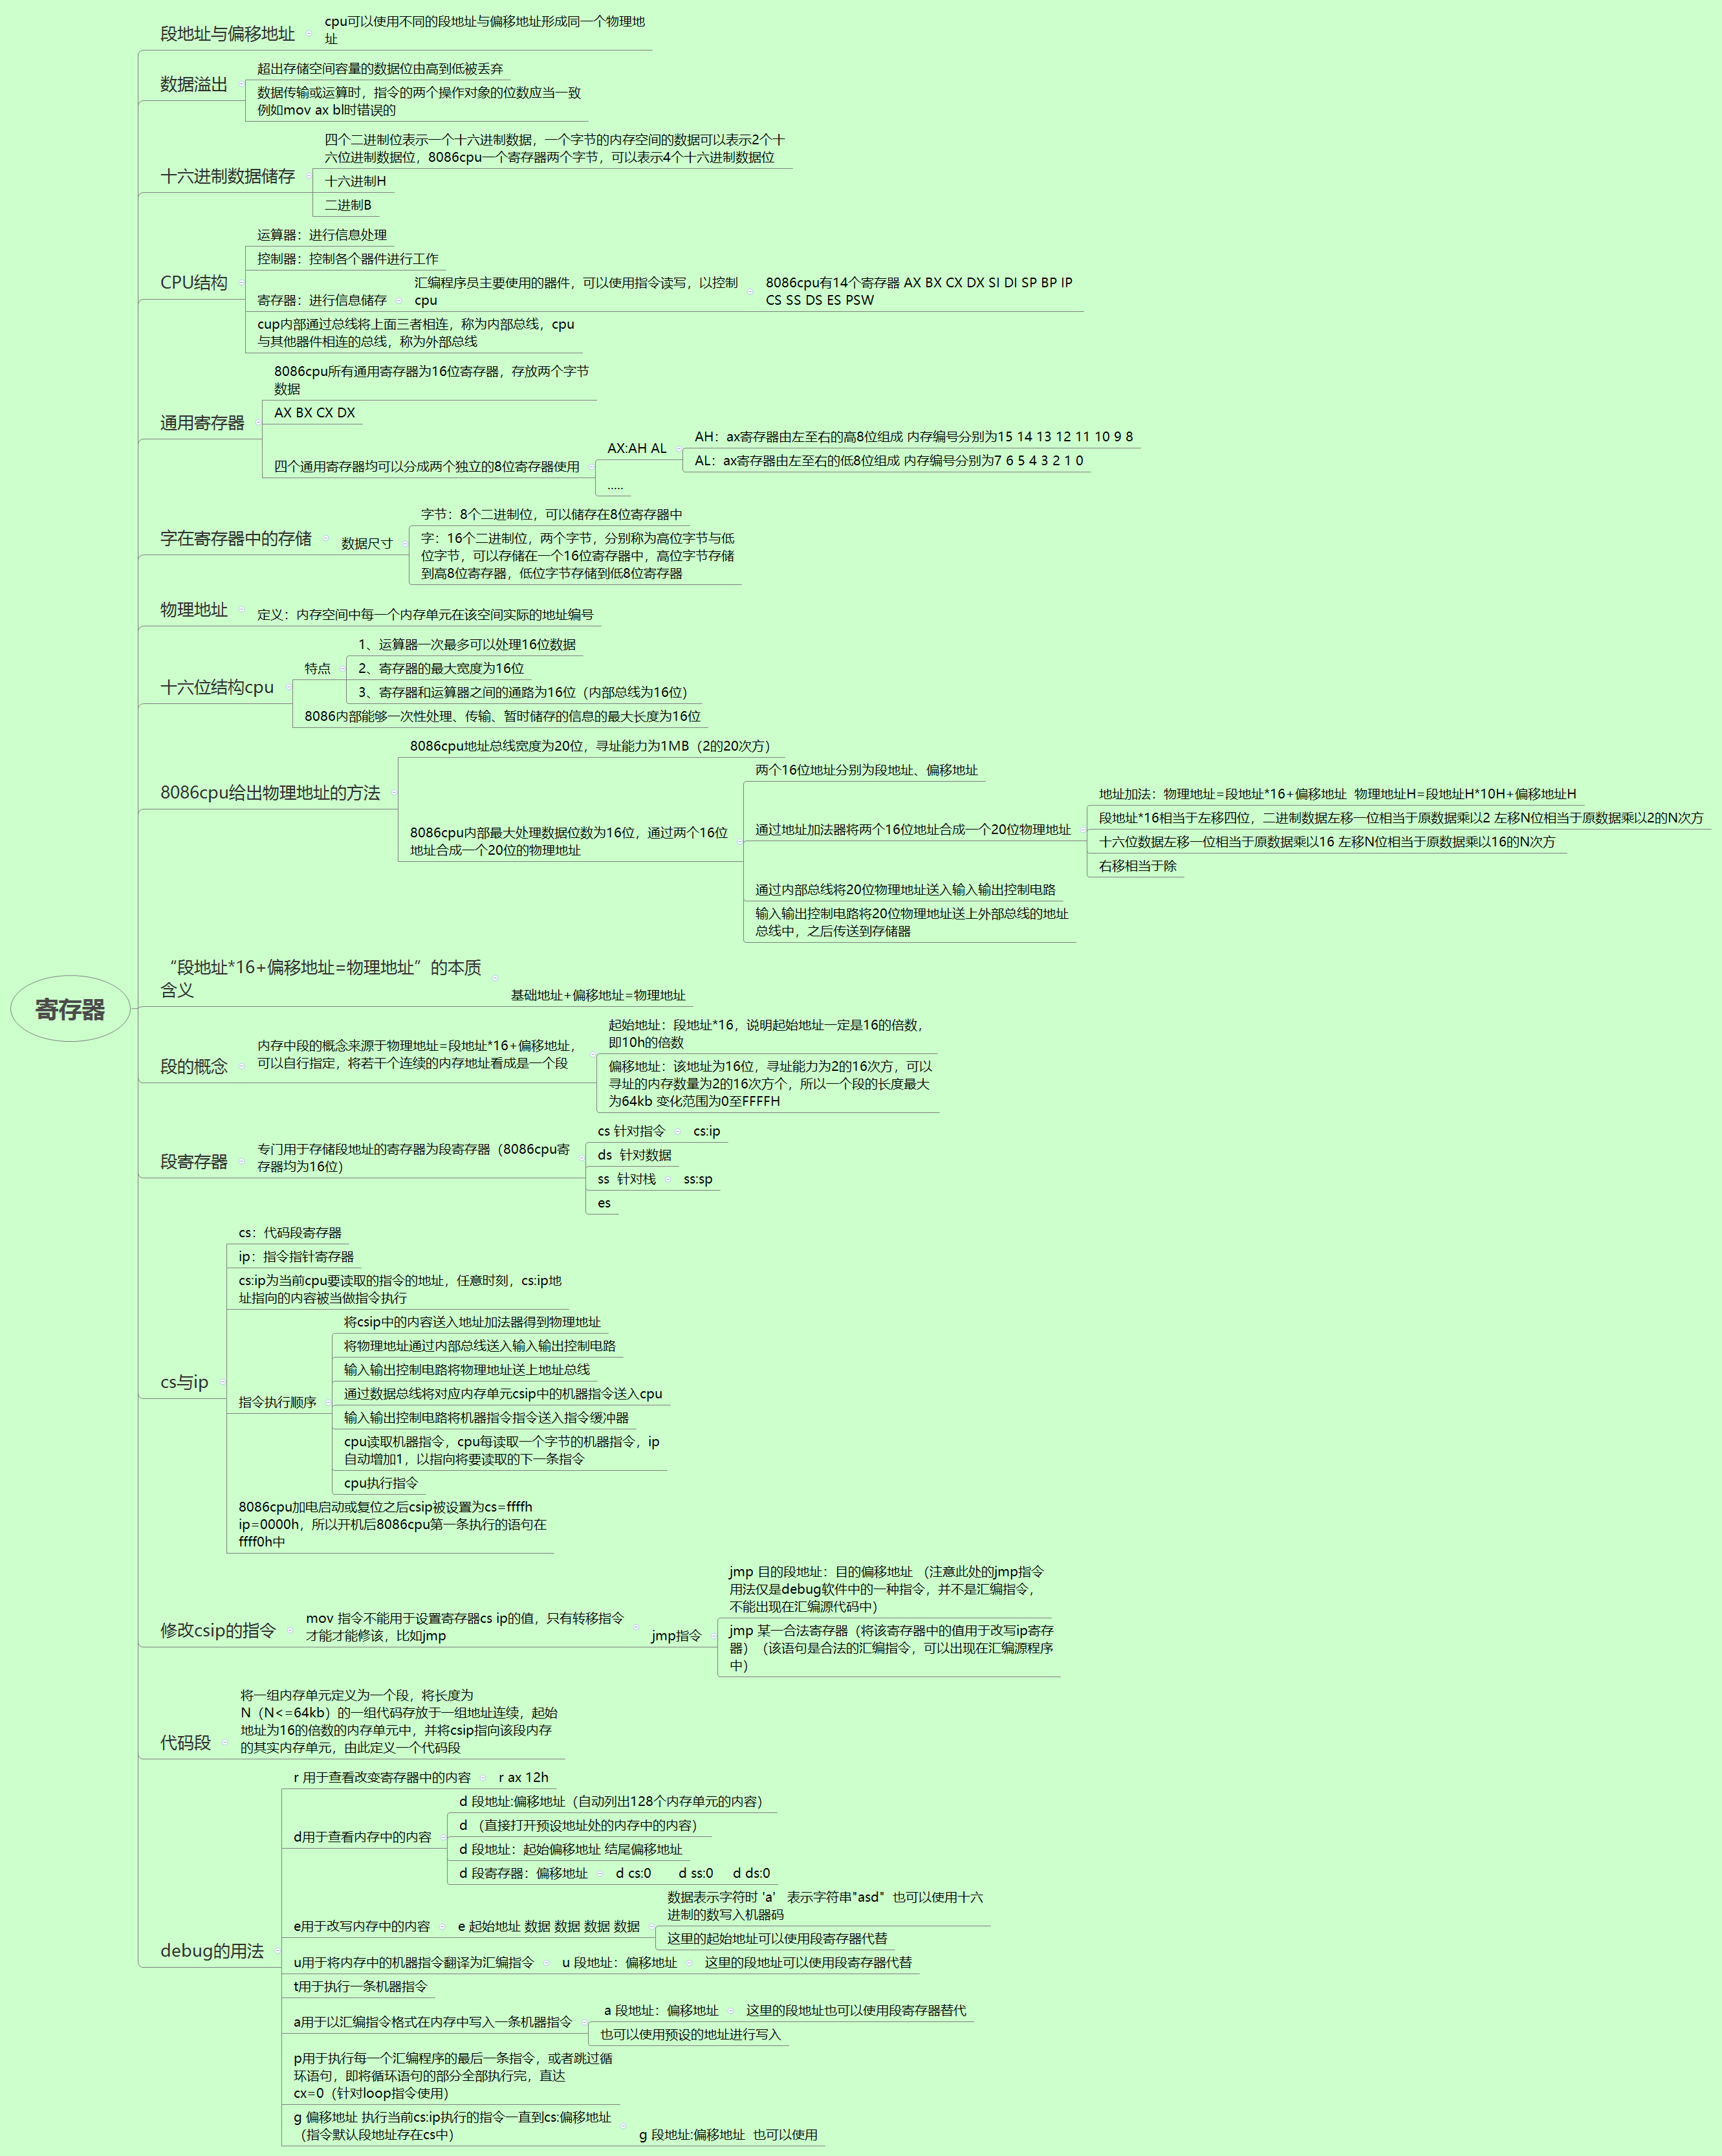 寄存器
段地址与偏移地址
cpu可以使用不同的段地址与偏移地址形成同一个物理地
址
数据溢出
超出存储空间容量的数据位由高到低被丢弃
数据传输或运算时，指令的两个操作对象的位数应当一致
例如mov ax bl时错误的
十六进制数据储存
四个二进制位表示一个十六进制数据，一个字节的内存空间的数据可以表示2个十
六位进制数据位，8086cpu一个寄存器两个字节，可以表示4个十六进制数据位
十六进制H
二进制B
CPU结构
运算器：进行信息处理
控制器：控制各个器件进行工作
寄存器：进行信息储存
汇编程序员主要使用的器件，可以使用指令读写，以控制
cpu
8086cpu有14个寄存器 AX BX CX DX SI DI SP BP IP
CS SS DS ES PSW
cup内部通过总线将上面三者相连，称为内部总线，cpu
与其他器件相连的总线，称为外部总线
通用寄存器
8086cpu所有通用寄存器为16位寄存器，存放两个字节
数据
AX BX CX DX
四个通用寄存器均可以分成两个独立的8位寄存器使用
AX:AH AL
AH：ax寄存器由左至右的高8位组成 内存编号分别为15 14 13 12 11 10 9 8
AL：ax寄存器由左至右的低8位组成 内存编号分别为7 6 5 4 3 2 1 0
.....
字在寄存器中的存储
数据尺寸
字节：8个二进制位，可以储存在8位寄存器中
字：16个二进制位，两个字节，分别称为高位字节与低
位字节，可以存储在一个16位寄存器中，高位字节存储
到高8位寄存器，低位字节存储到低8位寄存器
物理地址
定义：内存空间中每一个内存单元在该空间实际的地址编号
十六位结构cpu
特点
1、运算器一次最多可以处理16位数据
2、寄存器的最大宽度为16位
3、寄存器和运算器之间的通路为16位（内部总线为16位）
8086内部能够一次性处理、传输、暂时储存的信息的最大长度为16位
8086cpu给出物理地址的方法
8086cpu地址总线宽度为20位，寻址能力为1MB（2的20次方）
8086cpu内部最大处理数据位数为16位，通过两个16位
地址合成一个20位的物理地址
两个16位地址分别为段地址、偏移地址
通过地址加法器将两个16位地址合成一个20位物理地址
地址加法：物理地址=段地址*16+偏移地址  物理地址H=段地址H*10H+偏移地址H
段地址*16相当于左移四位，二进制数据左移一位相当于原数据乘以2 左移N位相当于原数据乘以2的N次方
十六位数据左移一位相当于原数据乘以16 左移N位相当于原数据乘以16的N次方
右移相当于除
通过内部总线将20位物理地址送入输入输出控制电路
输入输出控制电路将20位物理地址送上外部总线的地址
总线中，之后传送到存储器
“段地址*16+偏移地址=物理地址”的本质
含义
基础地址+偏移地址=物理地址
段的概念
内存中段的概念来源于物理地址=段地址*16+偏移地址，
可以自行指定，将若干个连续的内存地址看成是一个段
起始地址：段地址*16，说明起始地址一定是16的倍数，
即10h的倍数
偏移地址：该地址为16位，寻址能力为2的16次方，可以
寻址的内存数量为2的16次方个，所以一个段的长度最大
为64kb 变化范围为0至FFFFH
段寄存器
专门用于存储段地址的寄存器为段寄存器（8086cpu寄
存器均为16位）
cs 针对指令
cs:ip
ds  针对数据
ss  针对栈
ss:sp
es
cs与ip
cs：代码段寄存器
ip：指令指针寄存器
cs:ip为当前cpu要读取的指令的地址，任意时刻，cs:ip地
址指向的内容被当做指令执行
指令执行顺序
将csip中的内容送入地址加法器得到物理地址
将物理地址通过内部总线送入输入输出控制电路
输入输出控制电路将物理地址送上地址总线
通过数据总线将对应内存单元csip中的机器指令送入cpu
输入输出控制电路将机器指令指令送入指令缓冲器
cpu读取机器指令，cpu每读取一个字节的机器指令，ip
自动增加1，以指向将要读取的下一条指令
cpu执行指令
8086cpu加电启动或复位之后csip被设置为cs=ffffh
ip=0000h，所以开机后8086cpu第一条执行的语句在
ffff0h中
修改csip的指令
mov 指令不能用于设置寄存器cs ip的值，只有转移指令
才能才能修该，比如jmp
jmp指令
jmp 目的段地址：目的偏移地址 （注意此处的jmp指令
用法仅是debug软件中的一种指令，并不是汇编指令，
不能出现在汇编源代码中）
jmp 某一合法寄存器（将该寄存器中的值用于改写ip寄存
器）（该语句是合法的汇编指令，可以出现在汇编源程序
中）
代码段
将一组内存单元定义为一个段，将长度为
N（N<=64kb）的一组代码存放于一组地址连续，起始
地址为16的倍数的内存单元中，并将csip指向该段内存
的其实内存单元，由此定义一个代码段
debug的用法
r 用于查看改变寄存器中的内容
r ax 12h
d用于查看内存中的内容
d 段地址:偏移地址（自动列出128个内存单元的内容）
d （直接打开预设地址处的内存中的内容）
d 段地址：起始偏移地址 结尾偏移地址
d 段寄存器：偏移地址
d cs:0  d ss:0  d ds:0
e用于改写内存中的内容
e 起始地址 数据 数据 数据 数据
数据表示字符时 'a'  表示字符串"asd"  也可以使用十六
进制的数写入机器码
这里的起始地址可以使用段寄存器代替
u用于将内存中的机器指令翻译为汇编指令
u 段地址：偏移地址
这里的段地址可以使用段寄存器代替
t用于执行一条机器指令
a用于以汇编指令格式在内存中写入一条机器指令
a 段地址：偏移地址
这里的段地址也可以使用段寄存器替代
也可以使用预设的地址进行写入
p用于执行每一个汇编程序的最后一条指令，或者跳过循
环语句，即将循环语句的部分全部执行完，直达
cx=0（针对loop指令使用）
g 偏移地址 执行当前cs:ip执行的指令一直到cs:偏移地址
（指令默认段地址存在cs中）
g 段地址:偏移地址  也可以使用